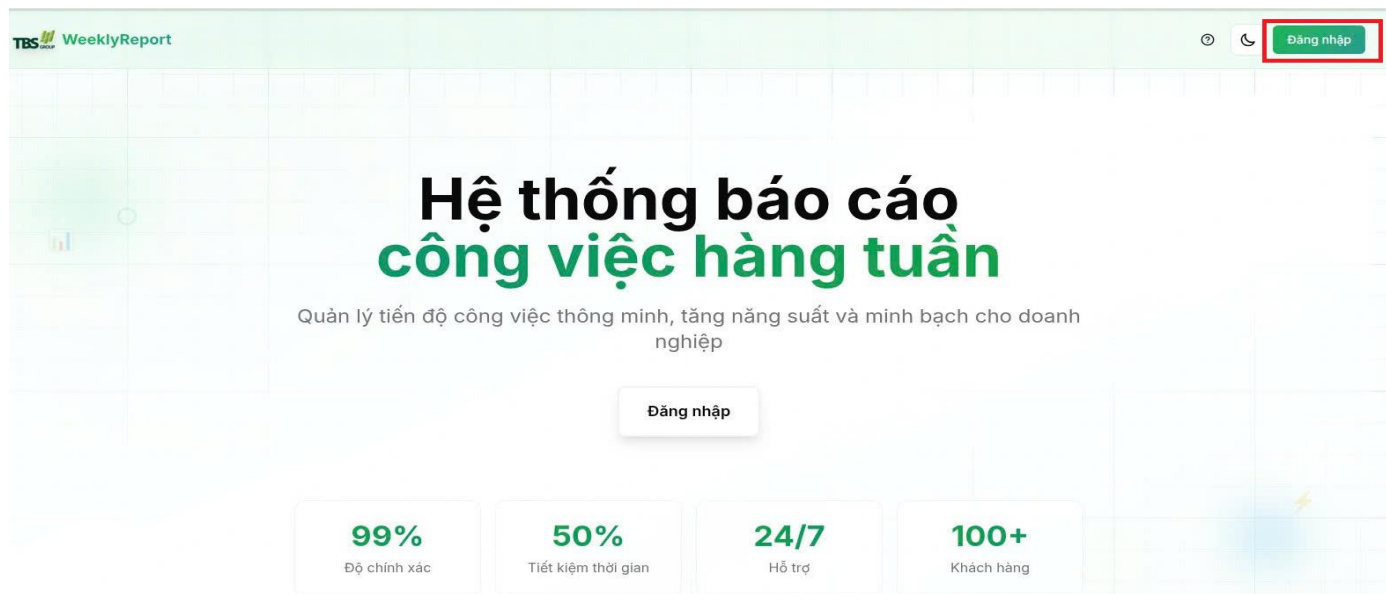 TBS GROUP WeeklyReport
Đăng nhập
Hệ thống báo cáo
công việc hàng tuần
Quản lý tiến độ công việc thông minh, tăng năng suất và minh bạch cho doanh
nghiệp
Đăng nhập
99%
Độ chính xác
50%
Tiết kiệm thời gian
24/7
Hỗ trợ
100+
Khách hàng